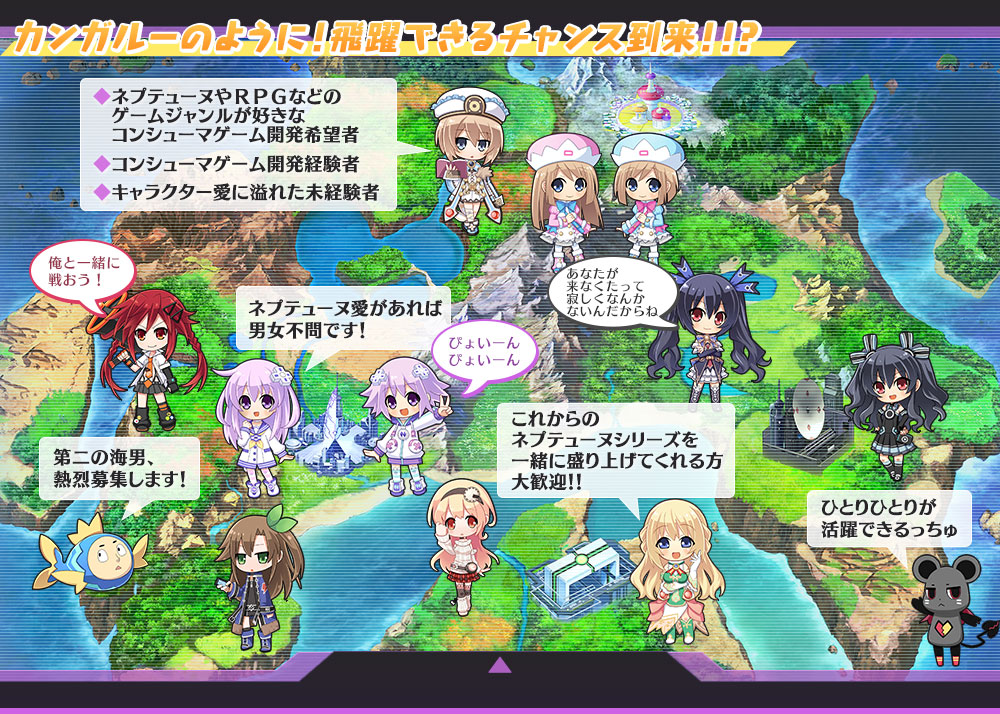 カンガルーのように!飛躍できるチャンス到来!!?
◆ネプテューヌやRPGなどの
ゲームジャンルが好きな
コンシューマゲーム開発希望者
◆コンシューマゲーム開発経験者
◆キャラクター愛に溢れた未経験者
俺と一緒に
戦おう!
ネプテューヌ愛があれば
男女不問です!
ぴょいーん
ぴょいーん
あなたが
来なくたって
寂しくなんか
ないんだからね
第二の海男、
熱烈募集します!
これからの
ネプテューヌシリーズを
一緒に盛り上げてくれる方
大歓迎!!
ひとりひとりが
活躍できるっちゅ